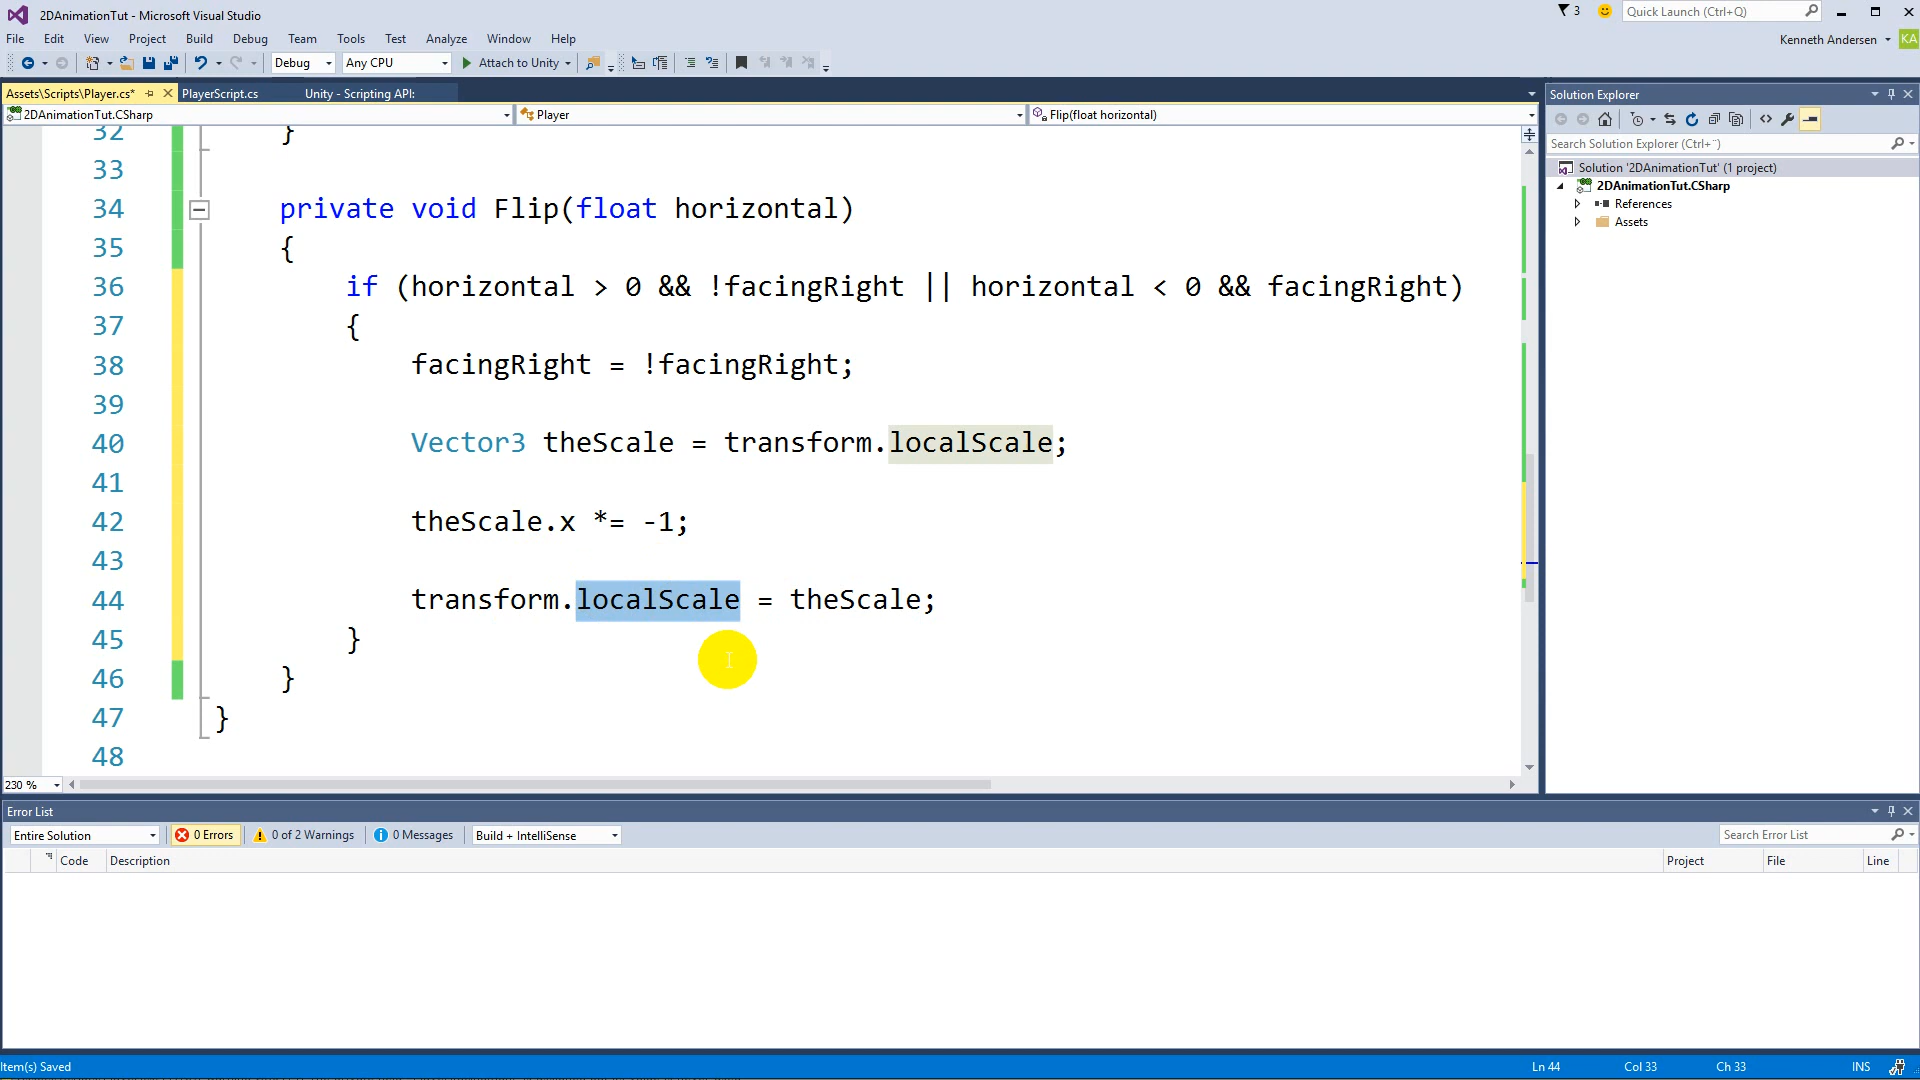 2DAnimationTut - Microsoft Visual Studio
3
Quick Launch (Ctrl+Q)
File Edit View Project Build Debug Team Tools Test Analyze Window Help
Kenneth Andersen
KA
Debug
Any CPU
Attach to Unity
Assets\Scripts\Player.cs*
PlayerScript.cs
Unity - Scripting API:
2DAnimationTut.CSharp
Player
Flip(float horizontal)
32 }
33
34 private void Flip(float horizontal)
35 {
36 if (horizontal > 0 && !facingRight || horizontal < 0 && facingRight)
37 {
38 facingRight = !facingRight;
39
40 Vector3 theScale = transform.localScale;
41
42 theScale.x *= -1;
43
44 transform.localScale = theScale;
45 }
46 }
47 }
48
230 %
Solution Explorer
Search Solution Explorer (Ctrl+¨)
Solution '2DAnimationTut' (1 project)
2DAnimationTut.CSharp
References
Assets
Error List
Entire Solution
0 Errors
0 of 2 Warnings
0 Messages
Build + IntelliSense
Search Error List
Code Description Project File Line
Item(s) Saved
Ln 44 Col 33 Ch 33 INS